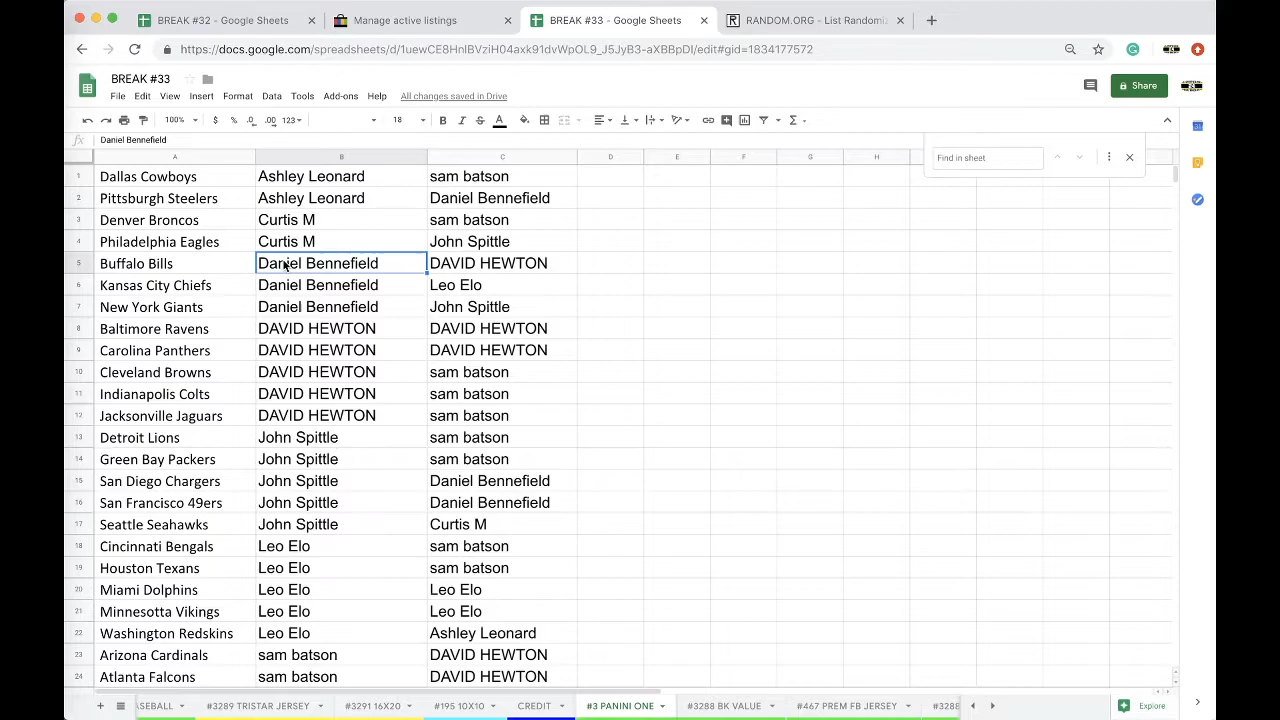 BREAK #32 - Google Sheets
Manage active listings
BREAK #33 - Google Sheets
RANDOM.ORG - List Randomi
https://docs.google.com/spreadsheets/d/
BREAK #33
File Edit View Insert Format Data Tools Add-ons Help All changes saved in Drive
Share
100% $ % .0 .00 123 18 B I S A
fx Daniel Bennefield
Find in sheet
A B C D E F G H
1 Dallas Cowboys Ashley Leonard sam batson
2 Pittsburgh Steelers Ashley Leonard Daniel Bennefield
3 Denver Broncos Curtis M sam batson
4 Philadelphia Eagles Curtis M John Spittle
5 Buffalo Bills Daniel Bennefield DAVID HEWTON
6 Kansas City Chiefs Daniel Bennefield Leo Elo
7 New York Giants Daniel Bennefield John Spittle
8 Baltimore Ravens DAVID HEWTON DAVID HEWTON
9 Carolina Panthers DAVID HEWTON DAVID HEWTON
10 Cleveland Browns DAVID HEWTON sam batson
11 Indianapolis Colts DAVID HEWTON sam batson
12 Jacksonville Jaguars DAVID HEWTON sam batson
13 Detroit Lions John Spittle sam batson
14 Green Bay Packers John Spittle sam batson
15 San Diego Chargers John Spittle Daniel Bennefield
16 San Francisco 49ers John Spittle Daniel Bennefield
17 Seattle Seahawks John Spittle Curtis M
18 Cincinnati Bengals Leo Elo sam batson
19 Houston Texans Leo Elo sam batson
20 Miami Dolphins Leo Elo Leo Elo
21 Minnesotta Vikings Leo Elo Leo Elo
22 Washington Redskins Leo Elo Ashley Leonard
23 Arizona Cardinals sam batson DAVID HEWTON
24 Atlanta Falcons sam batson DAVID HEWTON
ASEBALL #3289 TRISTAR JERSEY #3291 16X20 #195 10X10 CREDIT #3 PANINI ONE #3288 BK VALUE #467 PREM FB JERSEY #3288 Explore